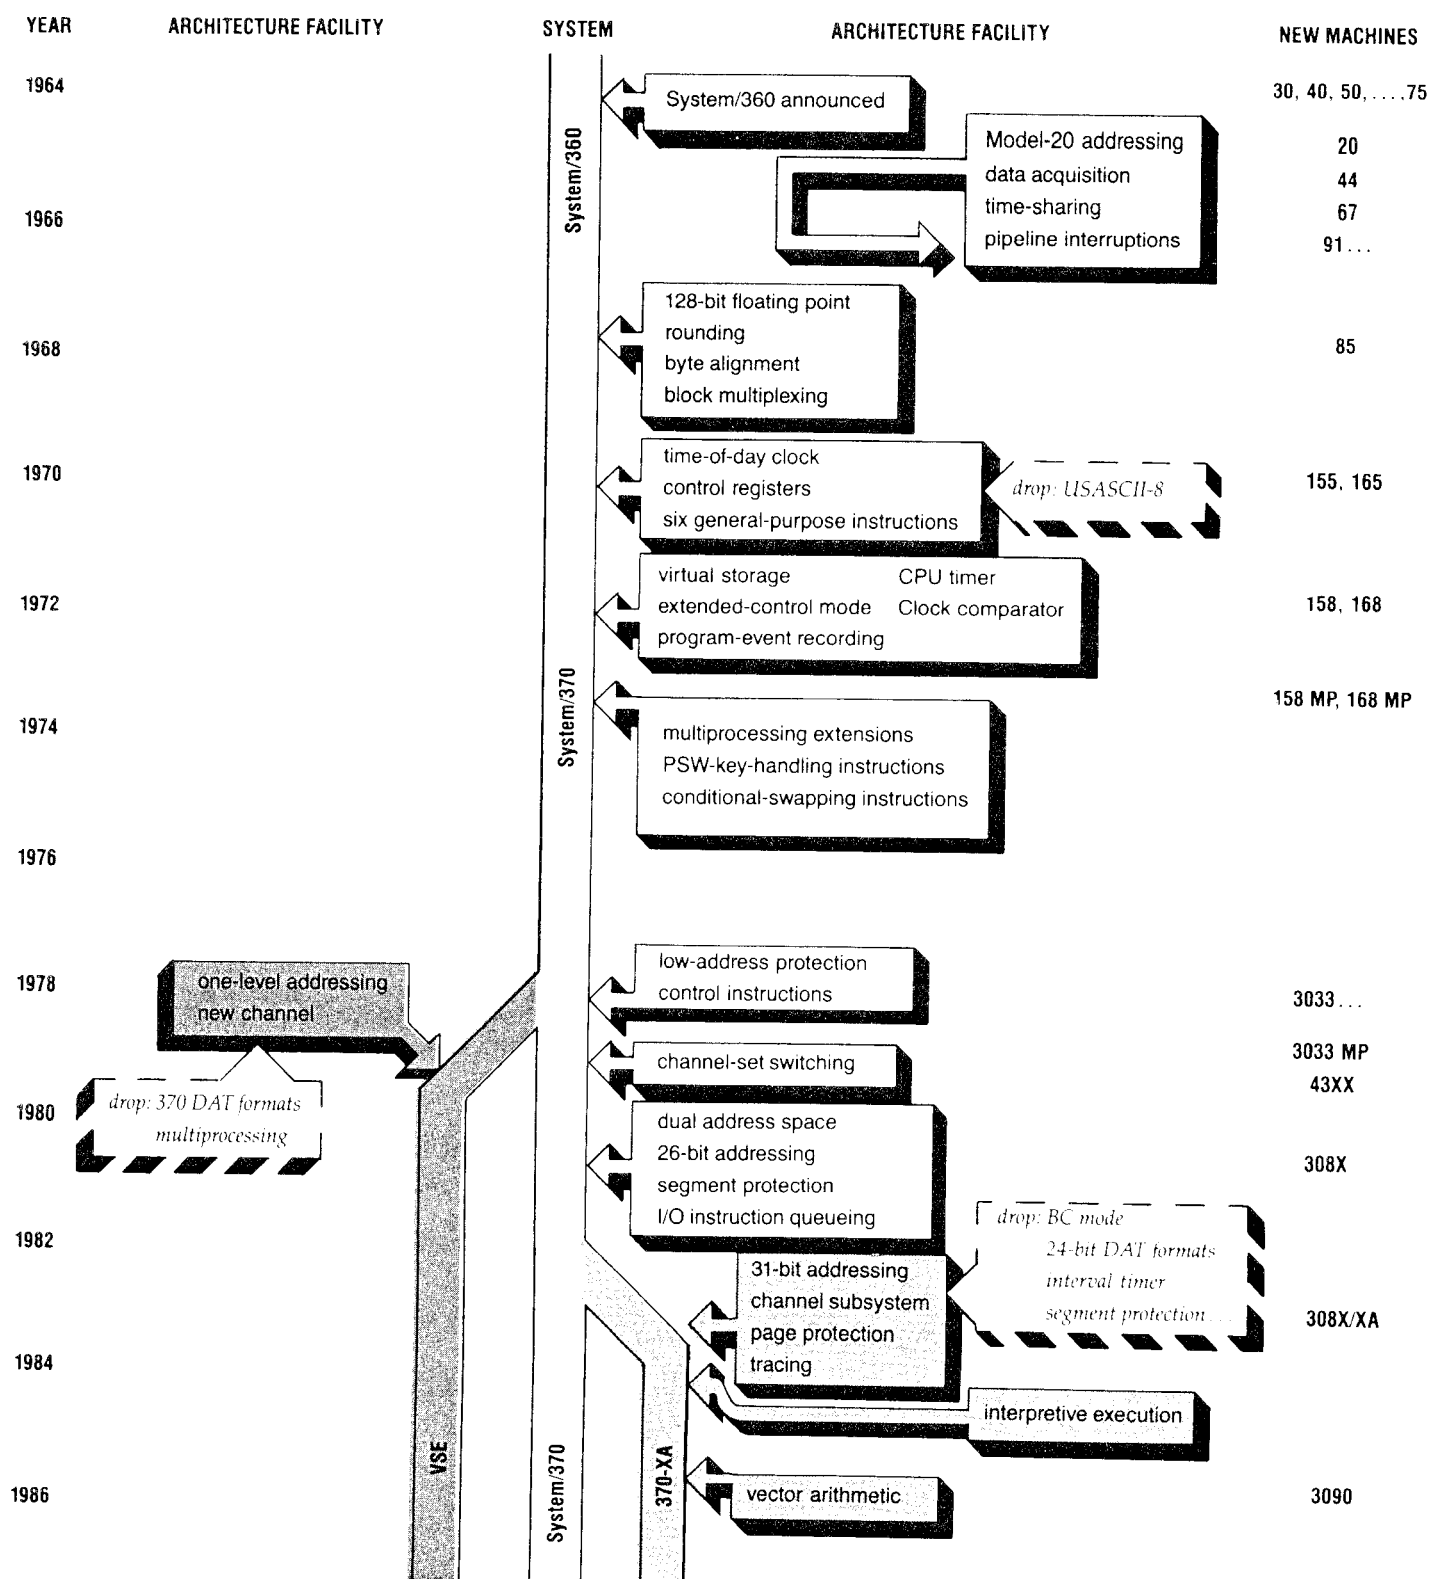 YEAR
ARCHITECTURE FACILITY
SYSTEM
ARCHITECTURE FACILITY
NEW MACHINES
1964
System/360 announced
30, 40, 50, ....,75
System/360
Model-20 addressing
20
data acquisition
44
time-sharing
67
1966
pipeline interruptions
91...
128-bit floating point
rounding
1968
byte alignment
85
block multiplexing
1970
time-of-day clock
control registers
six general-purpose instructions
drop: USASCII-8
155, 165
1972
virtual storage
CPU timer
extended-control mode
Clock comparator
program-event recording
158, 168
System/370
158 MP, 168 MP
1974
multiprocessing extensions
PSW-key-handling instructions
conditional-swapping instructions
1976
1978
one-level addressing
new channel
low-address protection
control instructions
3033...
channel-set switching
3033 MP
43XX
1980
drop: 370 DAT formats
multiprocessing
dual address space
26-bit addressing
segment protection
I/O instruction queueing
308X
1982
drop: BC mode
24-bit DAT formats
interval timer
segment protection...
31-bit addressing
channel subsystem
page protection
tracing
308X/XA
1984
interpretive execution
VSE
System/370
370-XA
1986
vector arithmetic
3090